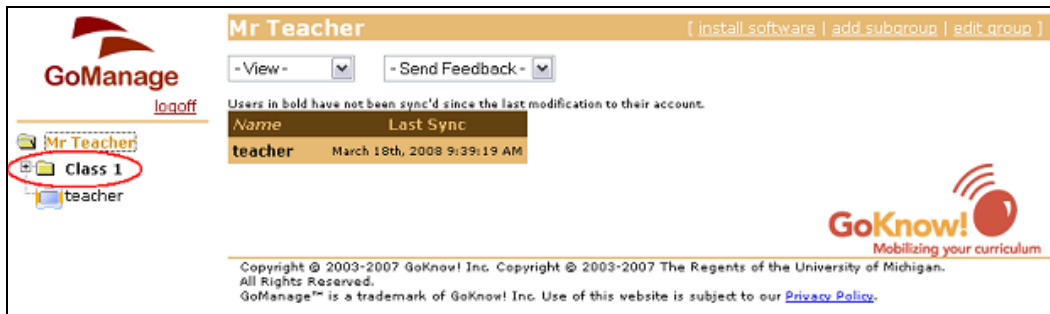 GoManage
logoff
Mr Teacher
Class 1
teacher
Mr Teacher [ install software | add subgroup | edit group ]
- View - - Send Feedback -
Users in bold have not been sync'd since the last modification to their account.
Name Last Sync
teacher March 18th, 2008 9:39:19 AM
GoKnow!
Mobilizing your curriculum
Copyright © 2003-2007 GoKnow! Inc. Copyright © 2003-2007 The Regents of the University of Michigan.
All Rights Reserved.
GoManage™ is a trademark of GoKnow! Inc. Use of this website is subject to our Privacy Policy.